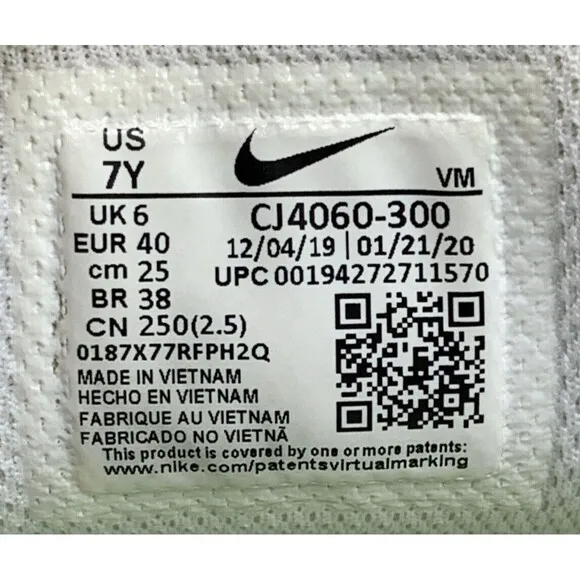 US
7Y
VM
UK 6
EUR 40
cm 25
BR 38
CN 250(2.5)
CJ4060-300
12/04/19 | 01/21/20
UPC 00194272711570
0187X77RFPH2Q
MADE IN VIETNAM
HECHO EN VIETNAM
FABRIQUE AU VIETNAM
FABRICADO NO VIETNÃ
This product is covered by one or more patents:
www.nike.com/patentsvirtualmarking